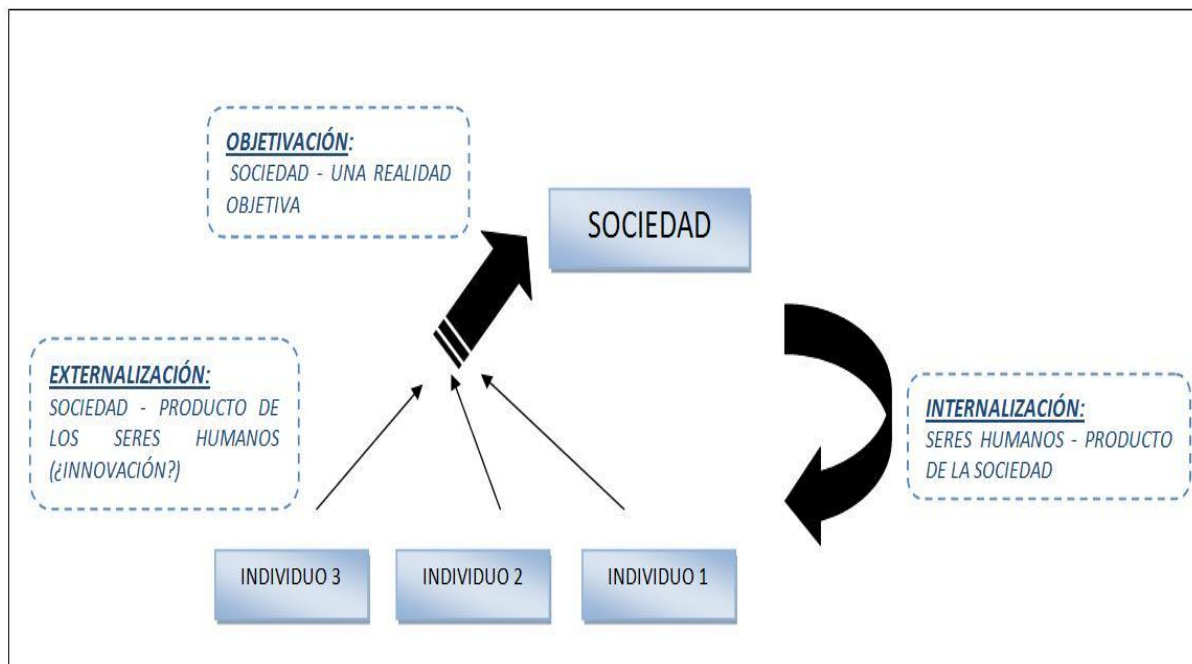 OBJETIVACIÓN:
SOCIEDAD - UNA REALIDAD
OBJETIVA
SOCIEDAD
EXTERNALIZACIÓN:
SOCIEDAD - PRODUCTO DE
LOS SERES HUMANOS
(¿INNOVACIÓN?)
INTERNALIZACIÓN:
SERES HUMANOS - PRODUCTO
DE LA SOCIEDAD
INDIVIDUO 3
INDIVIDUO 2
INDIVIDUO 1